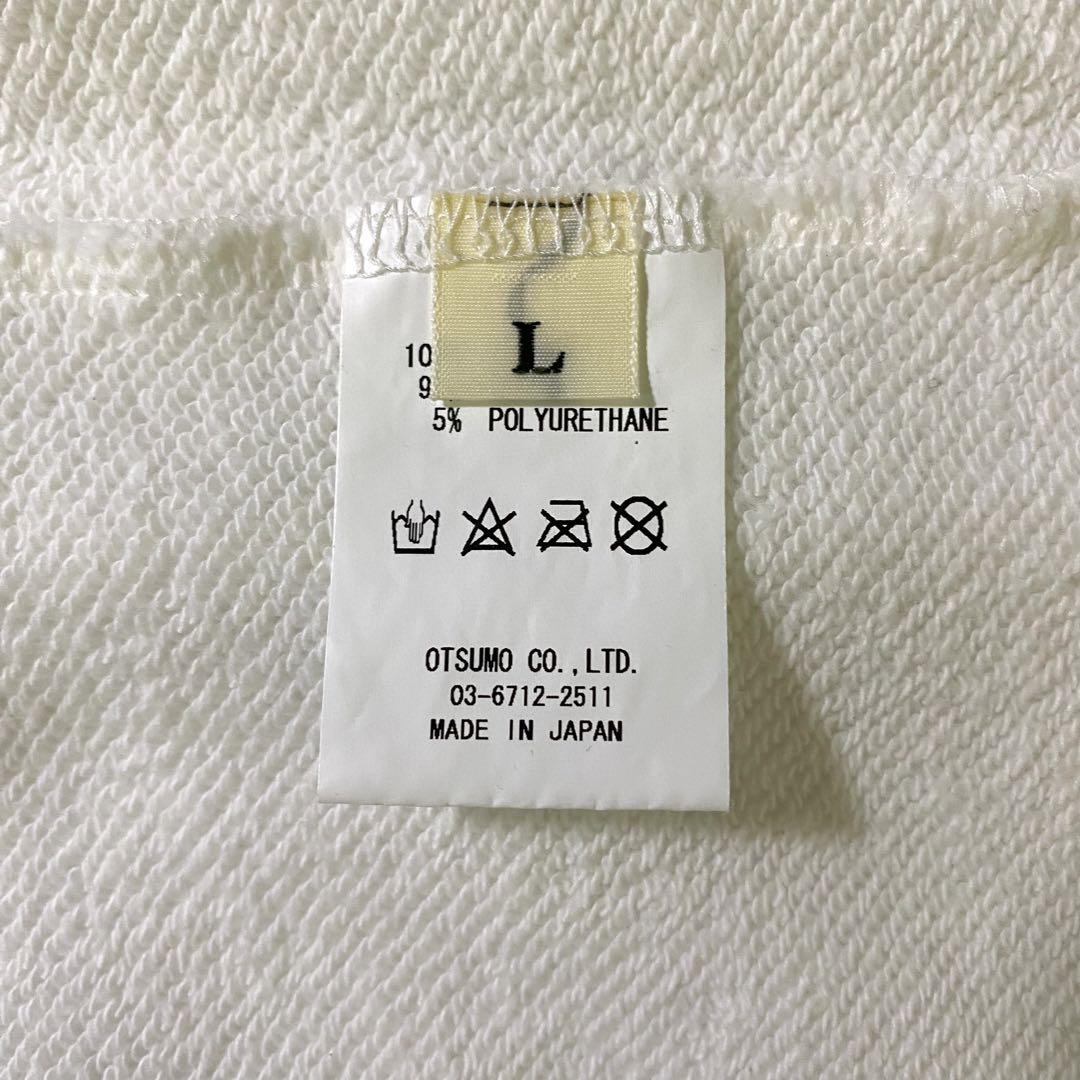 L
10
9
5% POLYURETHANE
OTSUMO CO.,LTD.
03-6712-2511
MADE IN JAPAN